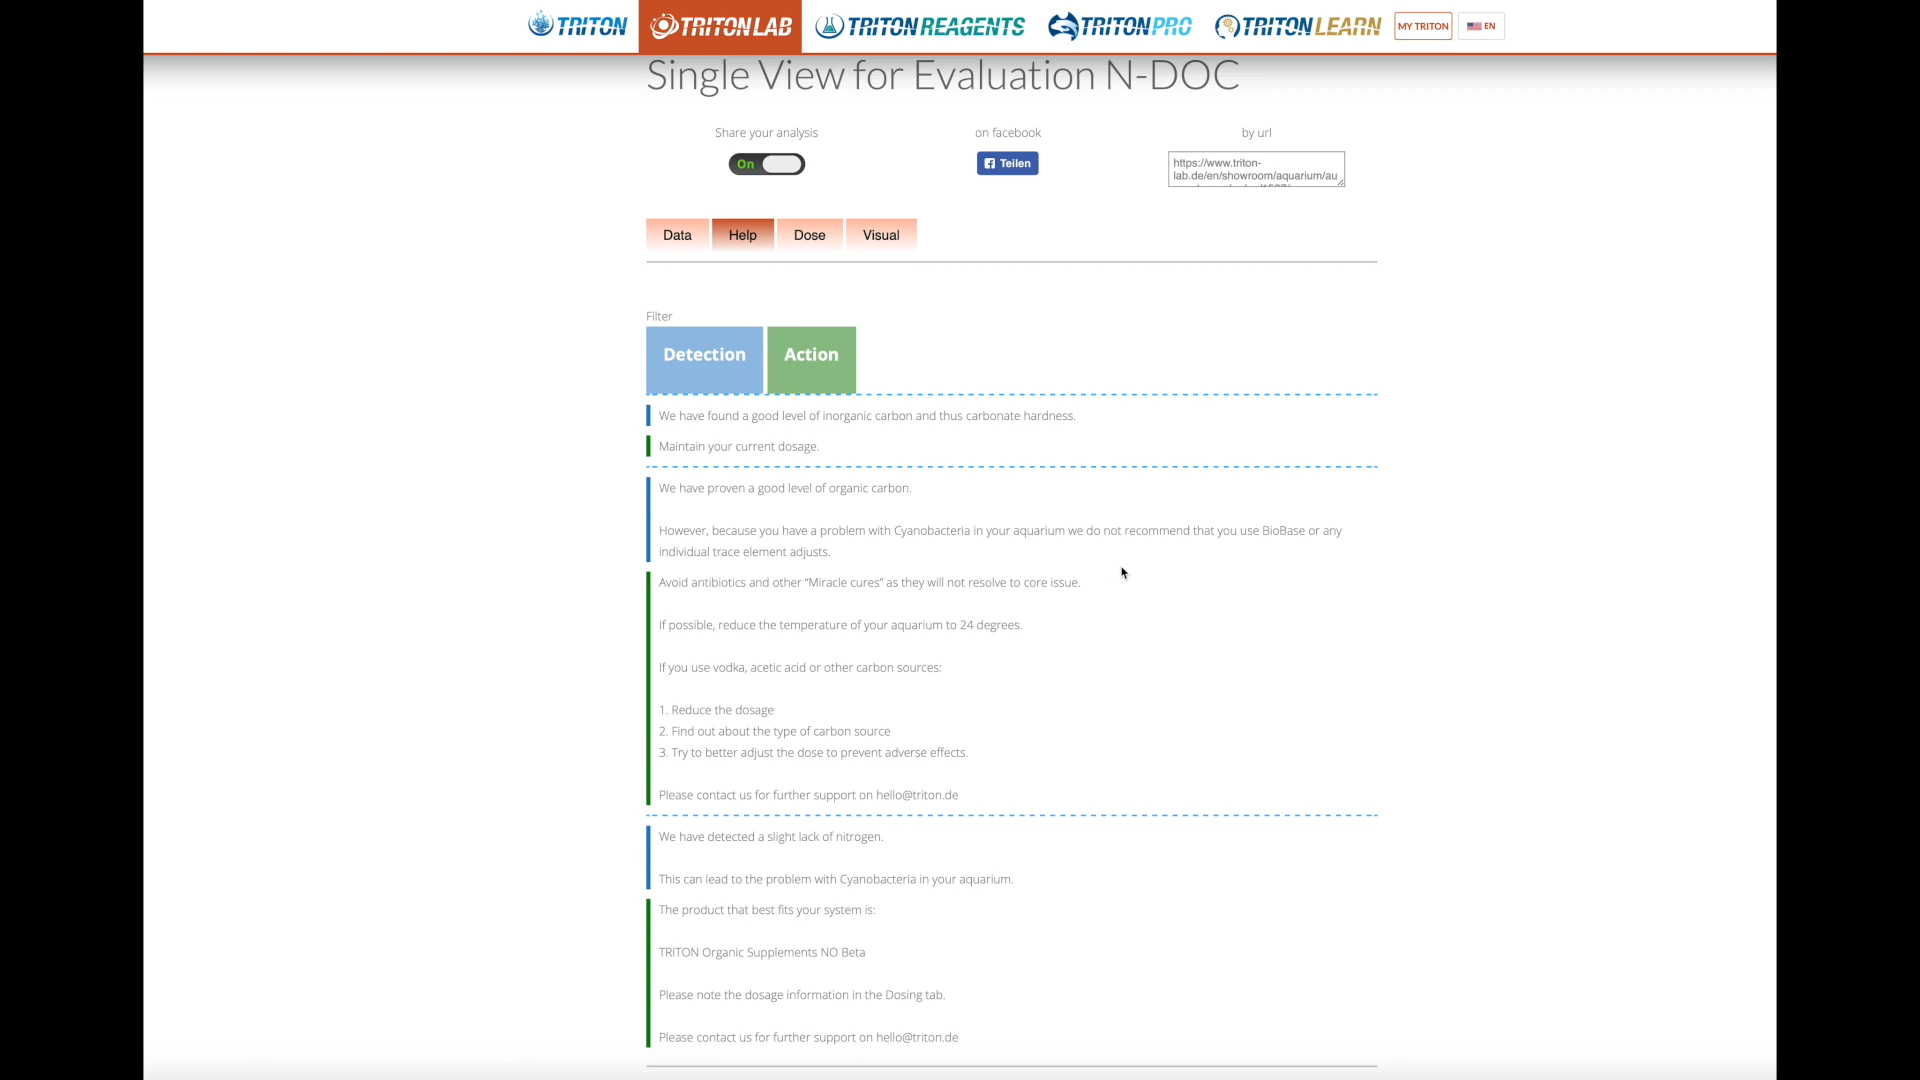 TRITON TRITON LAB TRITON REAGENTS TRITON PRO TRITON LEARN MY TRITON EN
Single View for Evaluation N-DOC
Share your analysis on facebook by url
On Teilen https://www.triton-
lab.de/en/showroom/aquarium/au
Data Help Dose Visual
Filter
Detection Action
We have found a good level of inorganic carbon and thus carbonate hardness.
Maintain your current dosage.
We have proven a good level of organic carbon.
However, because you have a problem with Cyanobacteria in your aquarium we do not recommend that you use BioBase or any
individual trace element adjusts.
Avoid antibiotics and other “Miracle cures” as they will not resolve to core issue.
If possible, reduce the temperature of your aquarium to 24 degrees.
If you use vodka, acetic acid or other carbon sources:
1. Reduce the dosage
2. Find out about the type of carbon source
3. Try to better adjust the dose to prevent adverse effects.
Please contact us for further support on hello@triton.de
We have detected a slight lack of nitrogen.
This can lead to the problem with Cyanobacteria in your aquarium.
The product that best fits your system is:
TRITON Organic Supplements NO Beta
Please note the dosage information in the Dosing tab.
Please contact us for further support on hello@triton.de